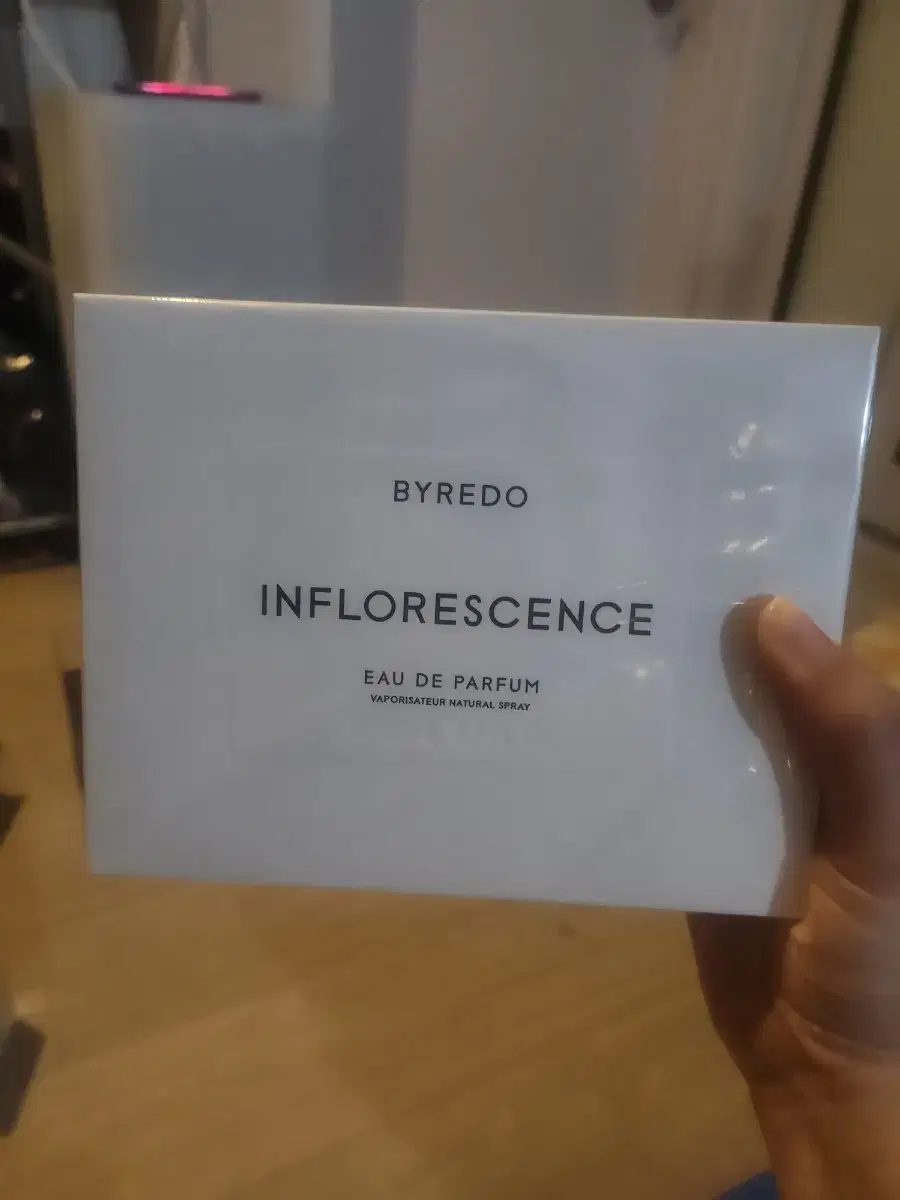 BYREDO
INFLORESCENCE
EAU DE PARFUM
VAPORISATEUR NATURAL SPRAY